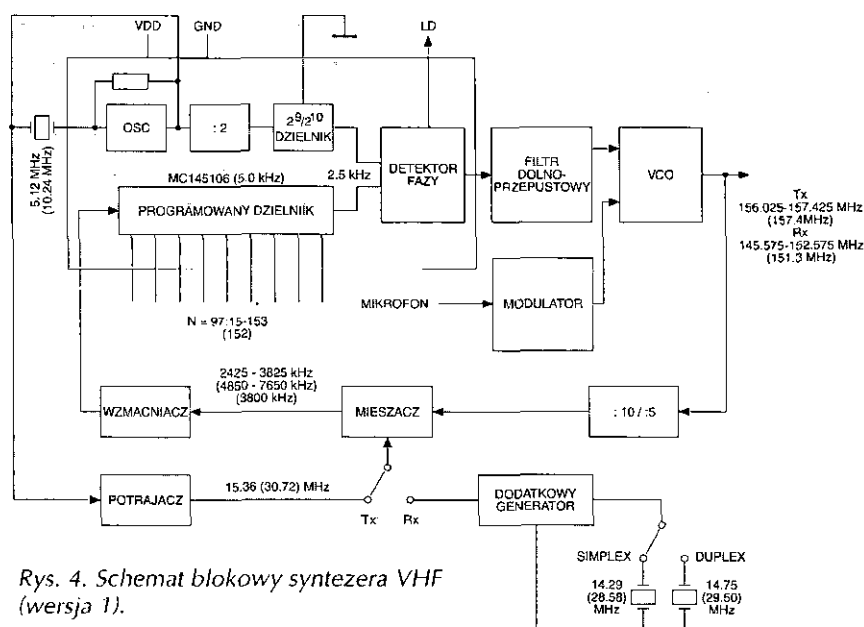 VDD GND LD
OSC
: 2
2⁹/2¹⁰
DZIELNIK
5.12 MHz
(10.24 MHz)
MC145106 (5.0 kHz)
2.5 kHz
PROGRAMOWANY DZIELNIK
DETEKTOR
FAZY
FILTR
DOLNO-
PRZEPUSTOWY
VCO
Tx
156.025-157.425 MHz
(157.4MHz)
Rx
145.575-152.575 MHz
(151.3 MHz)
MIKROFON
MODULATOR
N = 97:15-153
(152)
2425 - 3825 kHz
(4850 - 7650 kHz)
(3800 kHz)
WZMACNIACZ
MIESZACZ
: 10 / :5
POTRAJACZ
15.36 (30.72) MHz
Tx Rx
DODATKOWY
GENERATOR
SIMPLEX DUPLEX
14.29
(28.58)
MHz
14.75
(29.50)
MHz
Rys. 4. Schemat blokowy syntezera VHF
(wersja 1).